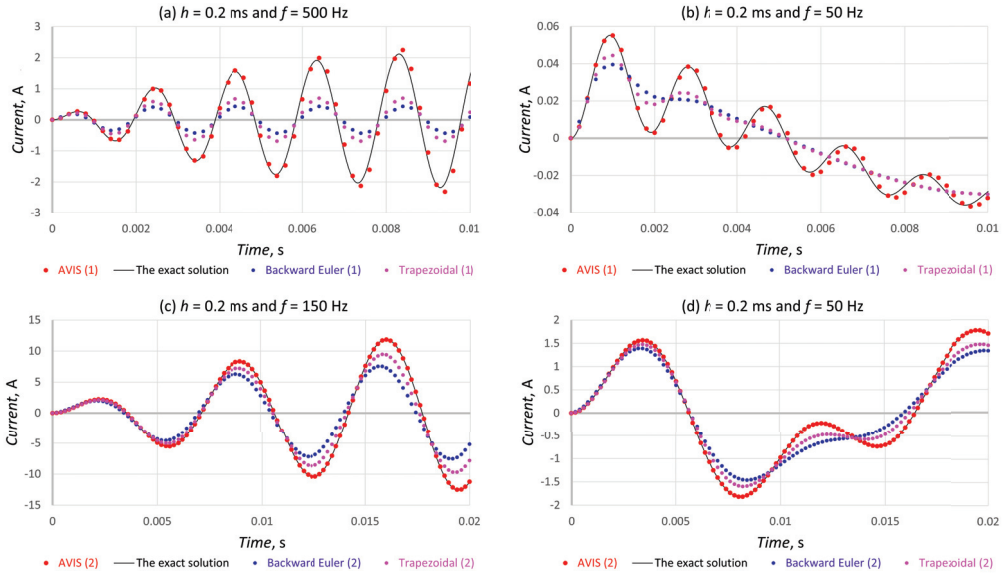 (a) h = 0.2 ms and f = 500 Hz
3
2
1
0
-1
-2
-3
Current, A
0
0.002
0.004
0.006
0.008
0.01
Time, s
AVIS (1)
The exact solution
Backward Euler (1)
Trapezoidal (1)
(b) h = 0.2 ms and f = 50 Hz
0.06
0.04
0.02
0
-0.02
-0.04
Current, A
0
0.002
0.004
0.006
0.008
0.01
Time, s
AVIS (1)
The exact solution
Backward Euler (1)
Trapezoidal (1)
(c) h = 0.2 ms and f = 150 Hz
15
10
5
0
-5
-10
-15
Current, A
0
0.005
0.01
0.015
0.02
Time, s
AVIS (2)
The exact solution
Backward Euler (2)
Trapezoidal (2)
(d) h = 0.2 ms and f = 50 Hz
2
1.5
1
0.5
0
-0.5
-1
-1.5
-2
Current, A
0
0.005
0.01
0.015
0.02
Time, s
AVIS (2)
The exact solution
Backward Euler (2)
Trapezoidal (2)